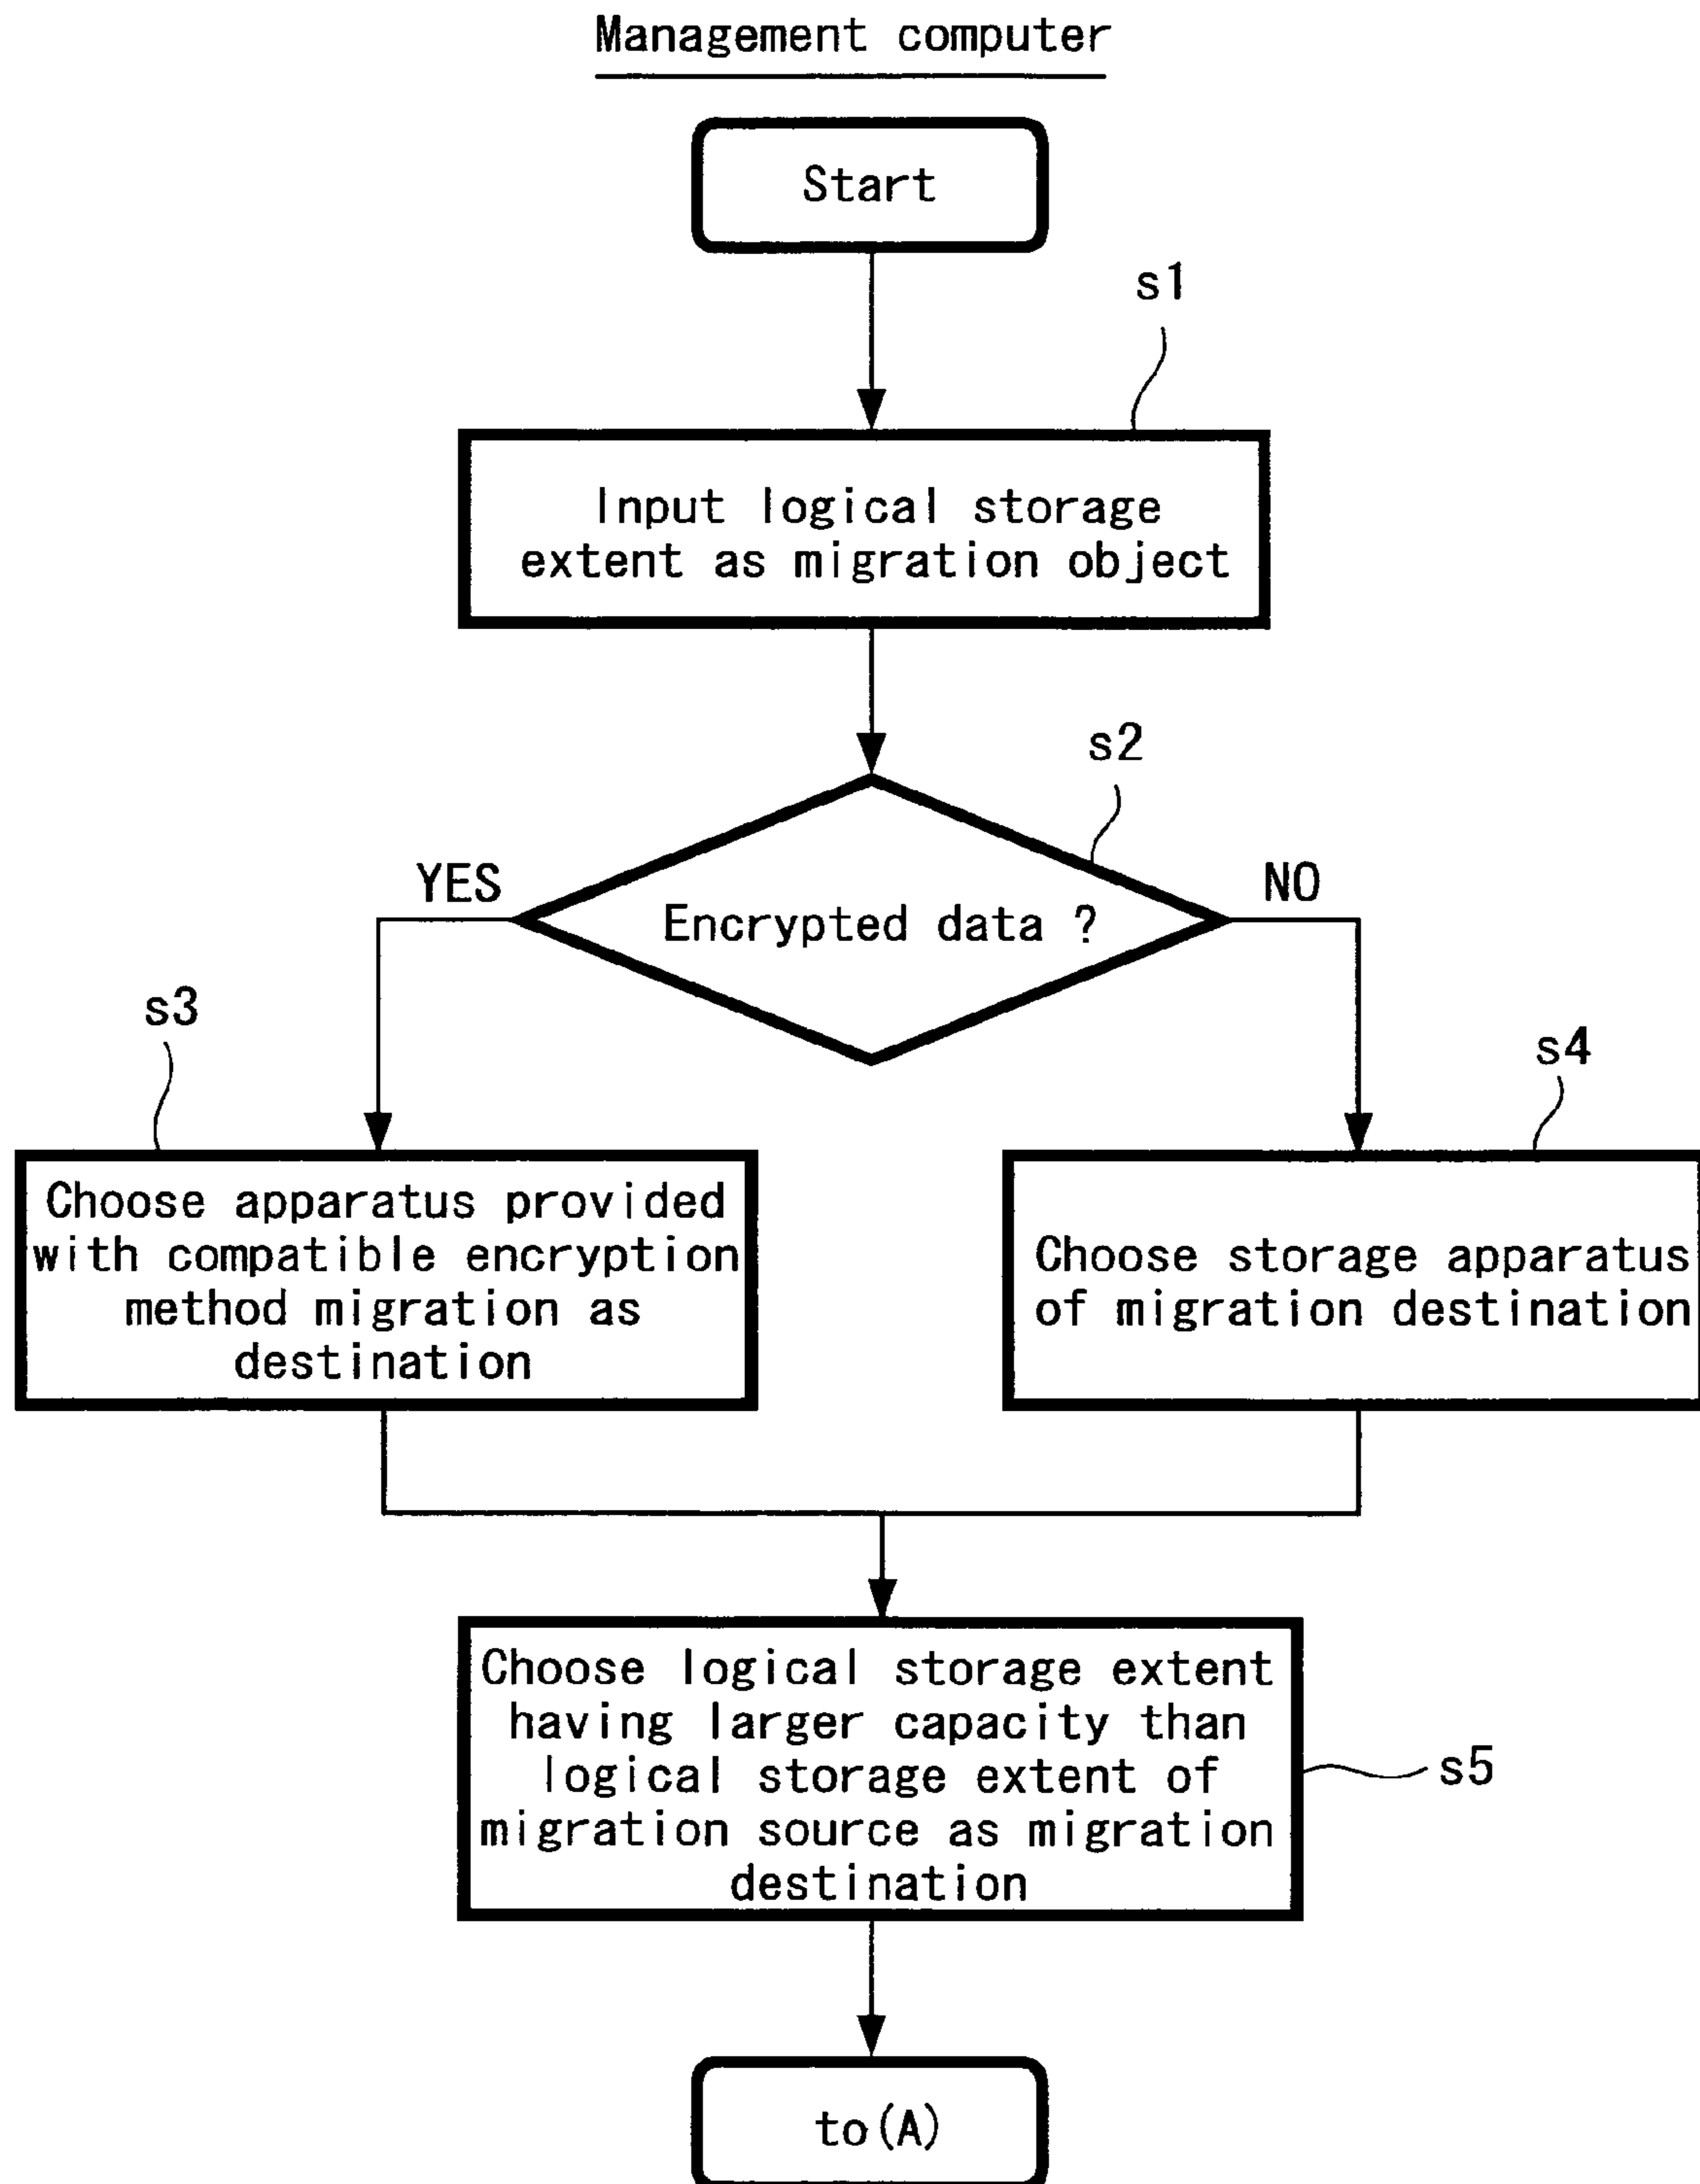 Management computer
Start
s1
Input logical storage
extent as migration object
s2
YES
NO
Encrypted data ?
s3
s4
Choose apparatus provided
with compatible encryption
method migration as
destination
Choose storage apparatus
of migration destination
Choose logical storage extent
having larger capacity than
logical storage extent of
migration source as migration
destination
s5
to(A)